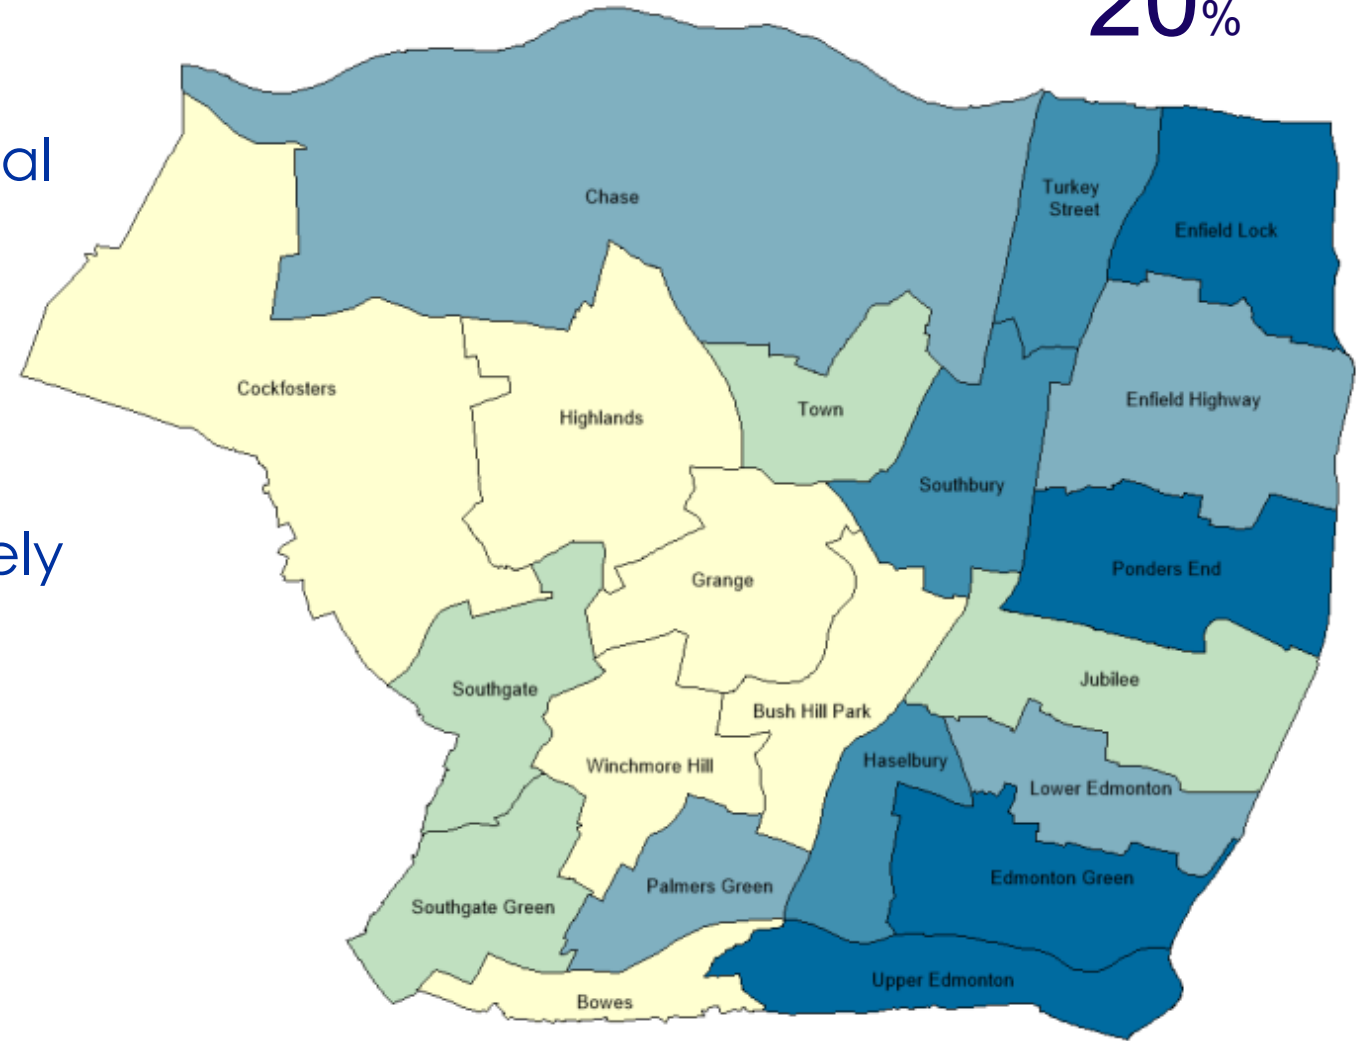 20%
al
Chase
Turkey
Street
Enfield Lock
Cockfosters
Highlands
Town
Enfield Highway
Southbury
ely
Grange
Ponders End
Southgate
Jubilee
Bush Hill Park
Winchmore Hill
Haselbury
Lower Edmonton
Palmers Green
Edmonton Green
Southgate Green
Upper Edmonton
Bowes